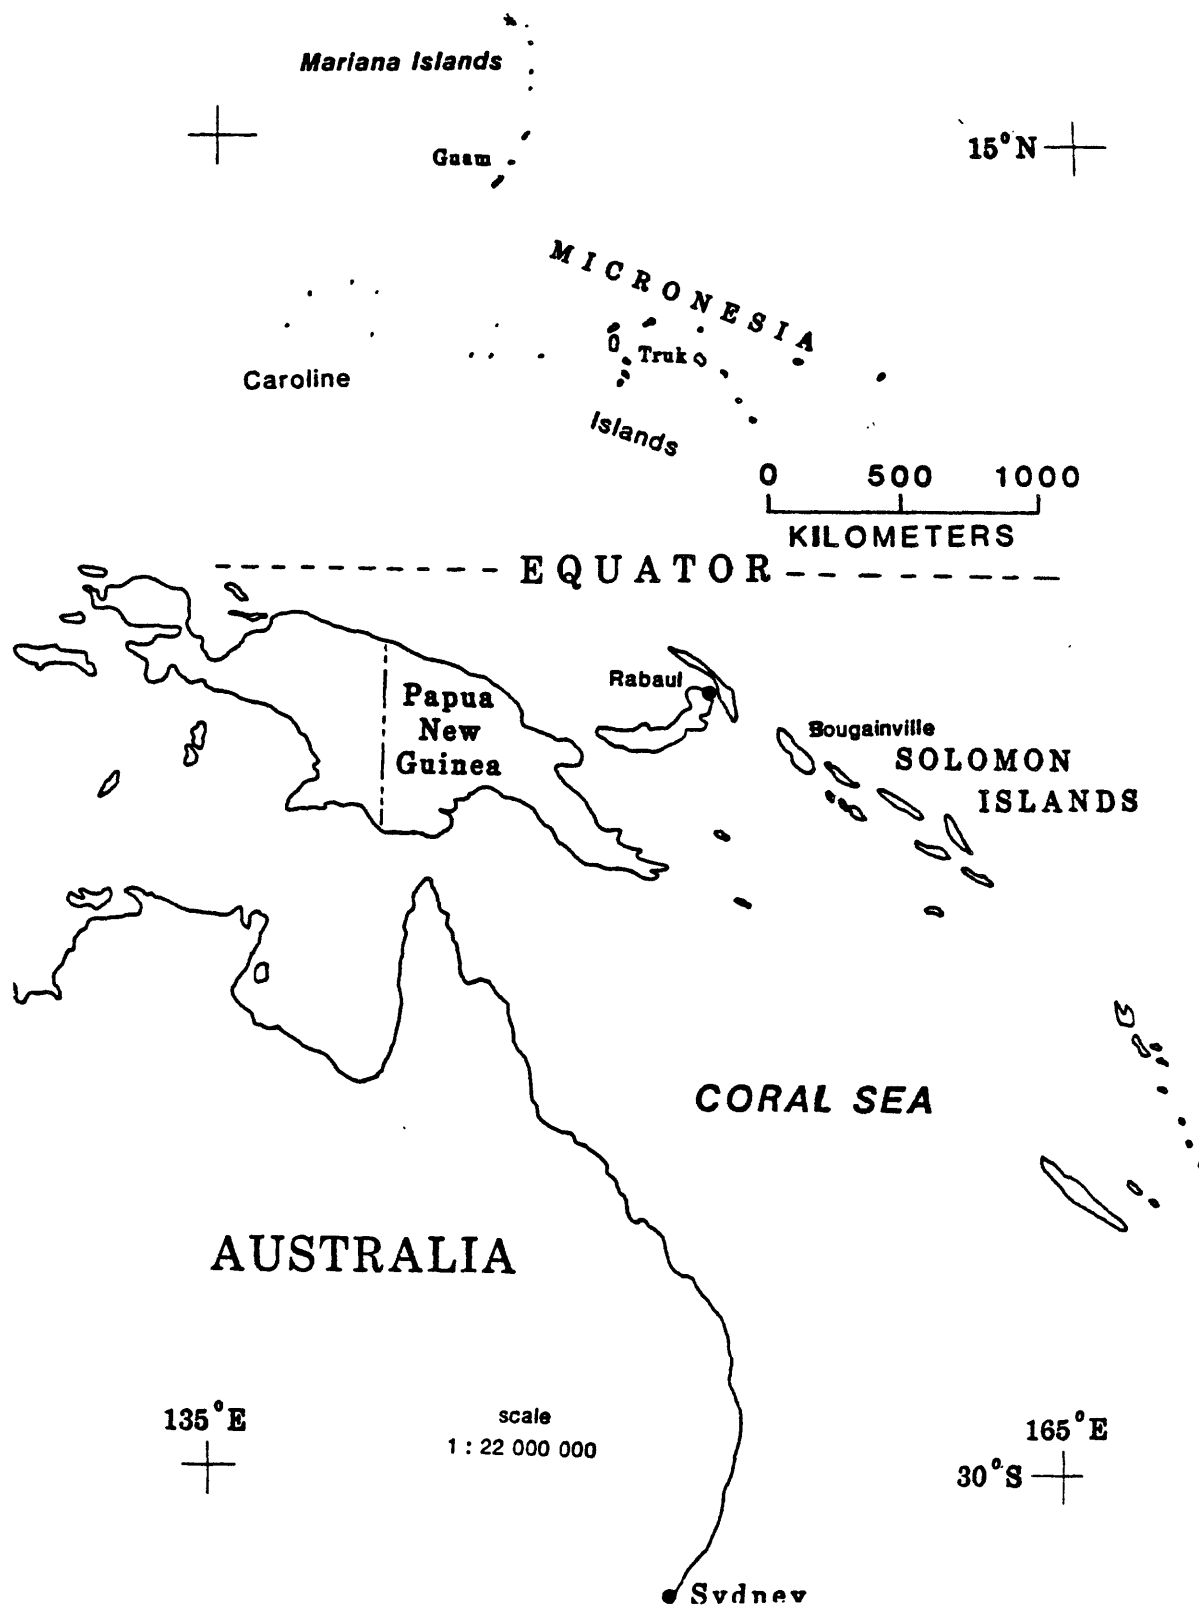 Mariana Islands
15°N
Guam
MICRONESIA
Truk
Caroline
Islands
0 500 1000
KILOMETERS
EQUATOR
Rabaul
Papua
New
Guinea
Bougainville
SOLOMON
ISLANDS
CORAL SEA
AUSTRALIA
135°E
scale
1 : 22 000 000
165°E
30°S
Sydney